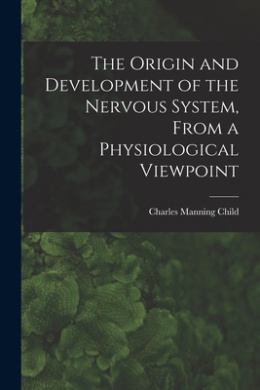 The Origin and
Development of the
Nervous System,
From a
Physiological
Viewpoint
Charles Manning Child